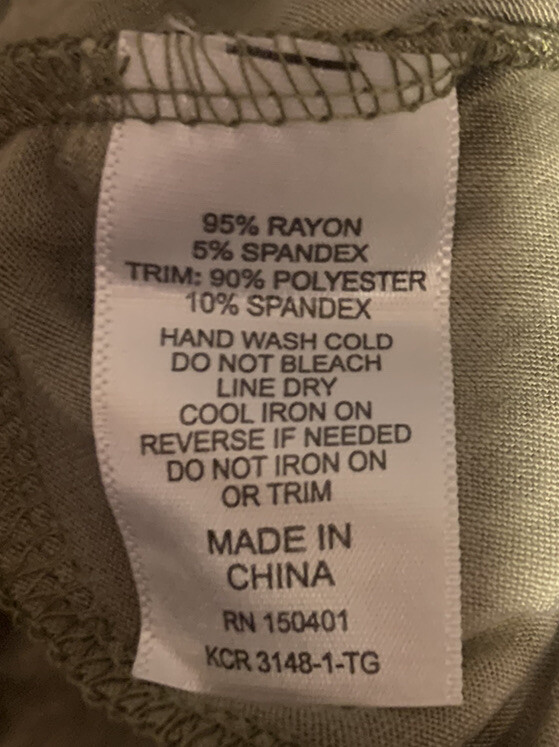 95% RAYON
5% SPANDEX
TRIM: 90% POLYESTER
10% SPANDEX
HAND WASH COLD
DO NOT BLEACH
LINE DRY
COOL IRON ON
REVERSE IF NEEDED
DO NOT IRON ON
OR TRIM
MADE IN
CHINA
RN 150401
KCR 3148-1-TG